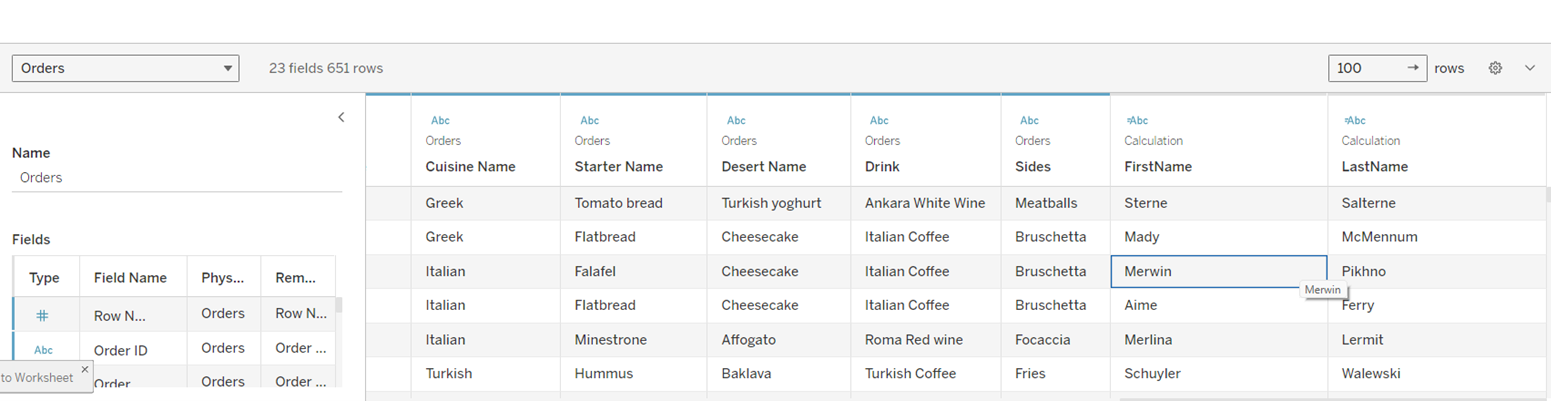 Orders
23 fields 651 rows
100 → rows
Name
Orders
Fields
Type Field Name Phys... Rem...
# Row N... Orders Row N...
Abc Order ID Orders Order ...
Order Orders Order ...
to Worksheet ×
Abc Abc Abc Abc Abc =Abc =Abc
Orders Orders Orders Orders Orders Calculation Calculation
Cuisine Name Starter Name Desert Name Drink Sides FirstName LastName
Greek Tomato bread Turkish yoghurt Ankara White Wine Meatballs Sterne Salterne
Greek Flatbread Cheesecake Italian Coffee Bruschetta Mady McMennum
Italian Falafel Cheesecake Italian Coffee Bruschetta Merwin Pikhno
Merwin
Italian Flatbread Cheesecake Italian Coffee Bruschetta Aime Ferry
Italian Minestrone Affogato Roma Red wine Focaccia Merlina Lermit
Turkish Hummus Baklava Turkish Coffee Fries Schuyler Walewski